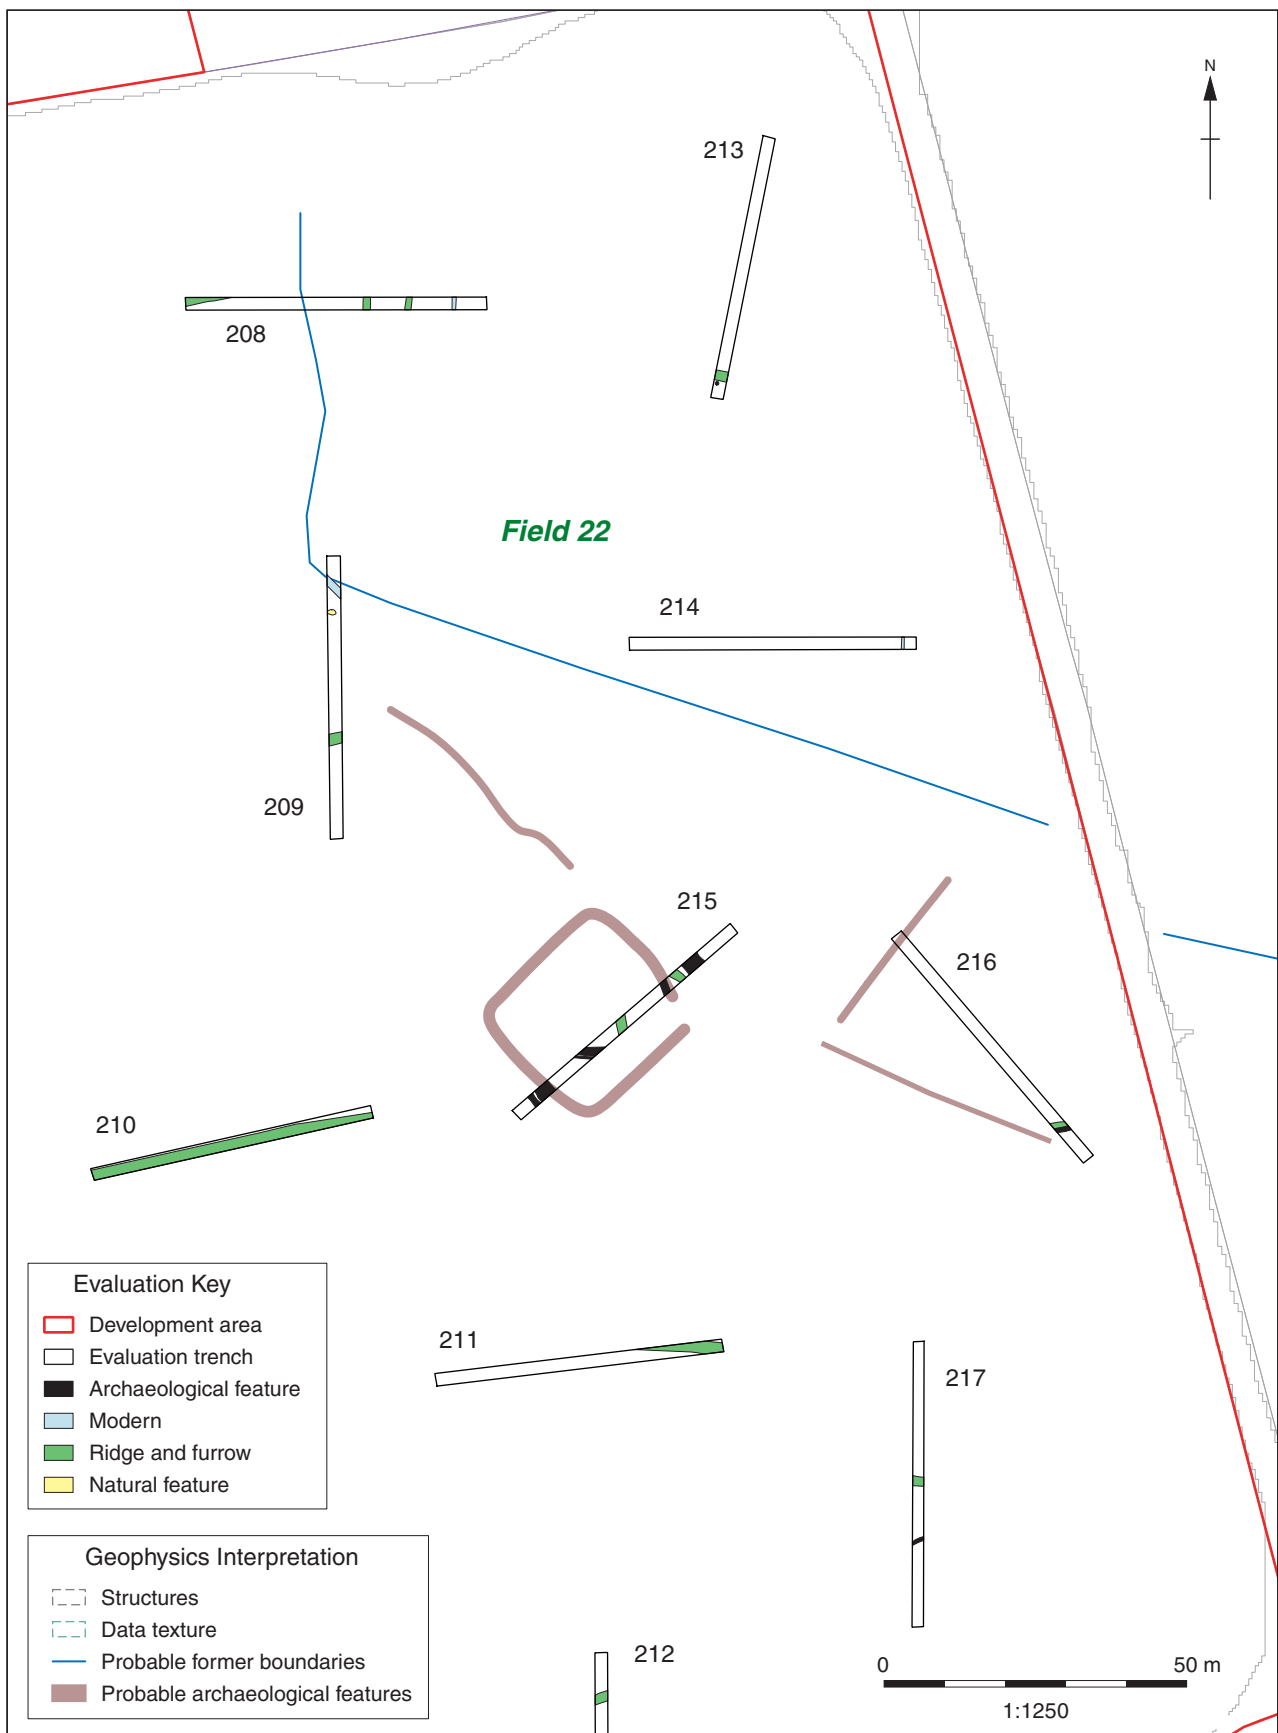 N
213
208
Field 22
214
209
215
216
210
211
217
212
Evaluation Key
Development area
Evaluation trench
Archaeological feature
Modern
Ridge and furrow
Natural feature
Geophysics Interpretation
Structures
Data texture
Probable former boundaries
Probable archaeological features
0 50 m
1:1250